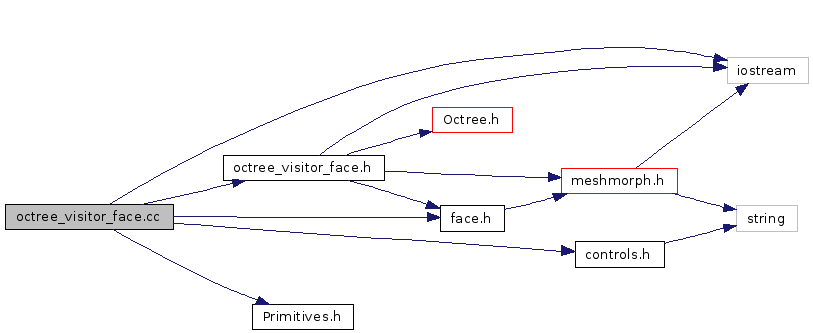 iostream
Octree.h
octree_visitor_face.h
meshmorph.h
octree_visitor_face.cc
face.h
string
controls.h
Primitives.h